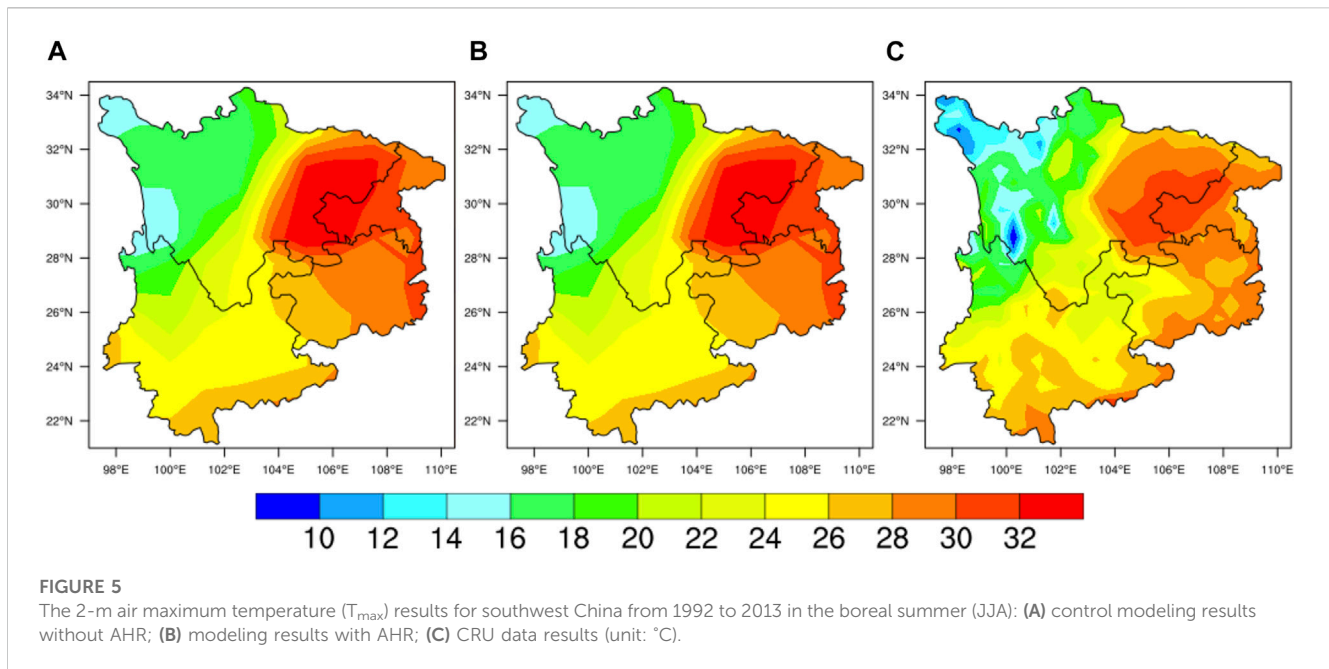 A B C
34°N 34°N 34°N
32°N 32°N 32°N
30°N 30°N 30°N
28°N 28°N 28°N
26°N 26°N 26°N
24°N 24°N 24°N
22°N 22°N 22°N
98°E 100°E 102°E 104°E 106°E 108°E 110°E 98°E 100°E 102°E 104°E 106°E 108°E 110°E 98°E 100°E 102°E 104°E 106°E 108°E 110°E
10 12 14 16 18 20 22 24 26 28 30 32
FIGURE 5
The 2-m air maximum temperature (Tmax) results for southwest China from 1992 to 2013 in the boreal summer (JJA): (A) control modeling results
without AHR; (B) modeling results with AHR; (C) CRU data results (unit: °C).